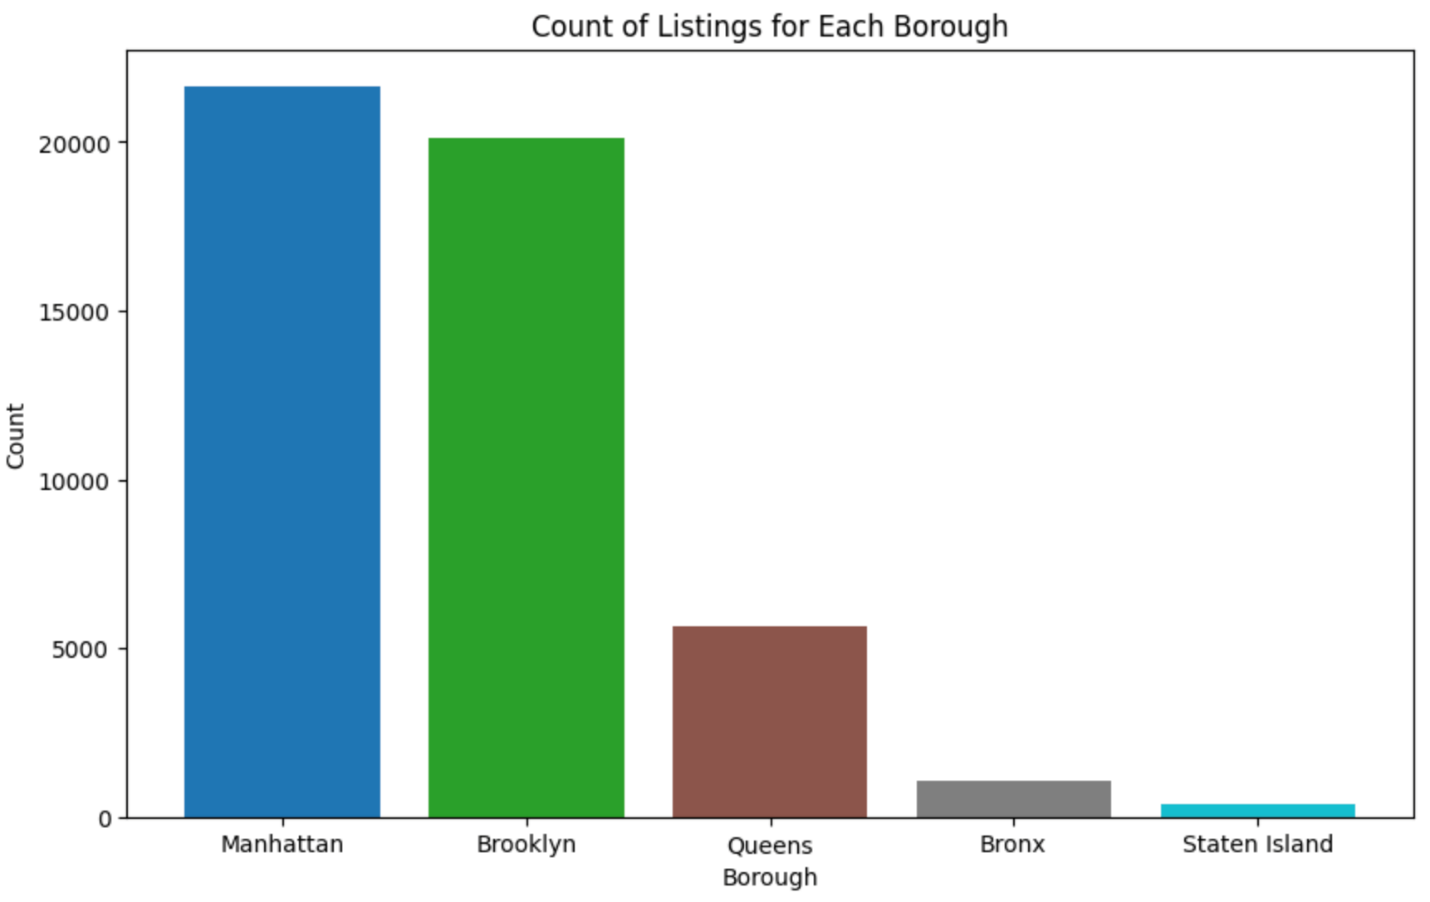 Count of Listings for Each Borough
20000
15000
10000
5000
0
Count
Manhattan Brooklyn Queens Bronx Staten Island
Borough